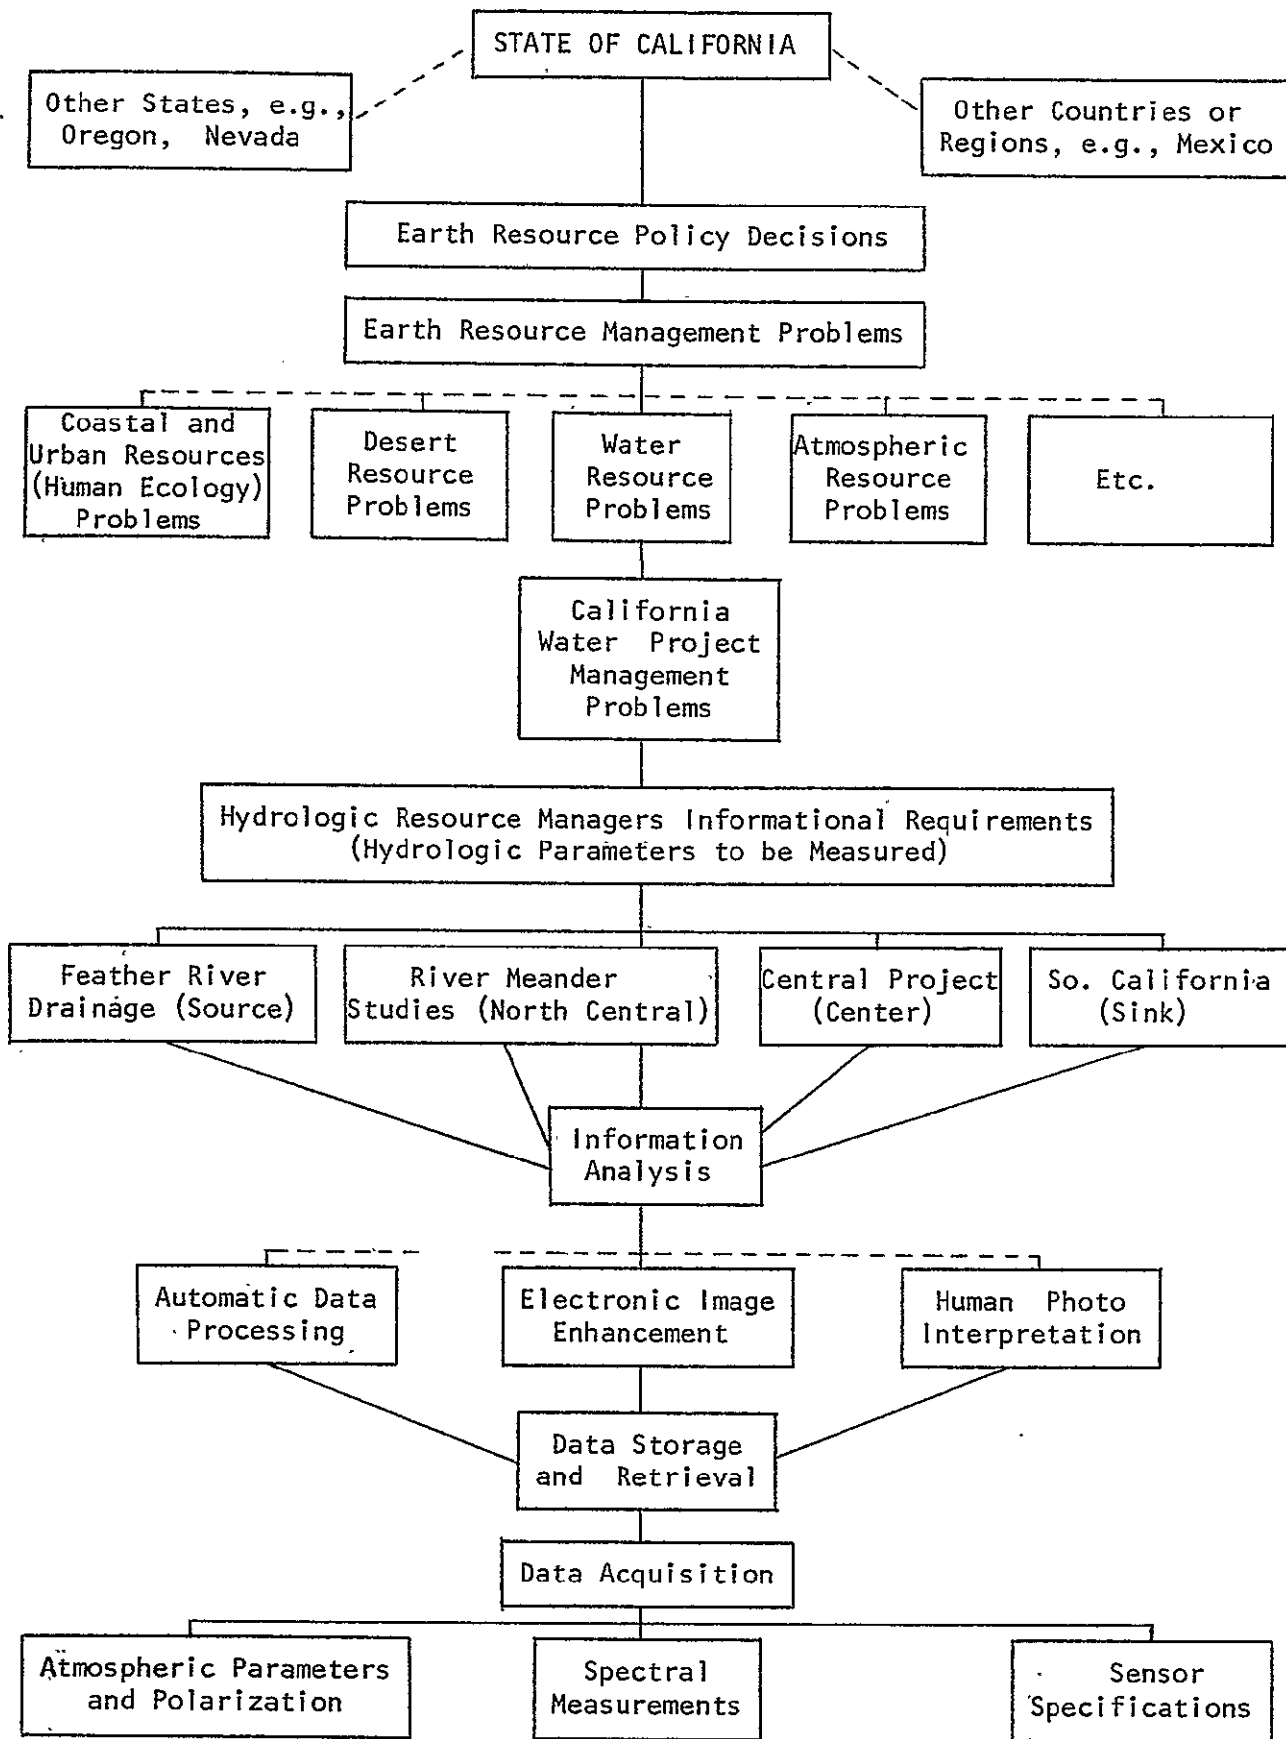 STATE OF CALIFORNIA
Other States, e.g.,
Oregon, Nevada
Other Countries or
Regions, e.g., Mexico
Earth Resource Policy Decisions
Earth Resource Management Problems
Coastal and
Urban Resources
(Human Ecology)
Problems
Desert
Resource
Problems
Water
Resource
Problems
Atmospheric
Resource
Problems
Etc.
California
Water Project
Management
Problems
Hydrologic Resource Managers Informational Requirements
(Hydrologic Parameters to be Measured)
Feather River
Drainage (Source)
River Meander
Studies (North Central)
Central Project
(Center)
So. California
(Sink)
Information
Analysis
Automatic Data
Processing
Electronic Image
Enhancement
Human Photo
Interpretation
Data Storage
and Retrieval
Data Acquisition
Atmospheric Parameters
and Polarization
Spectral
Measurements
Sensor
Specifications